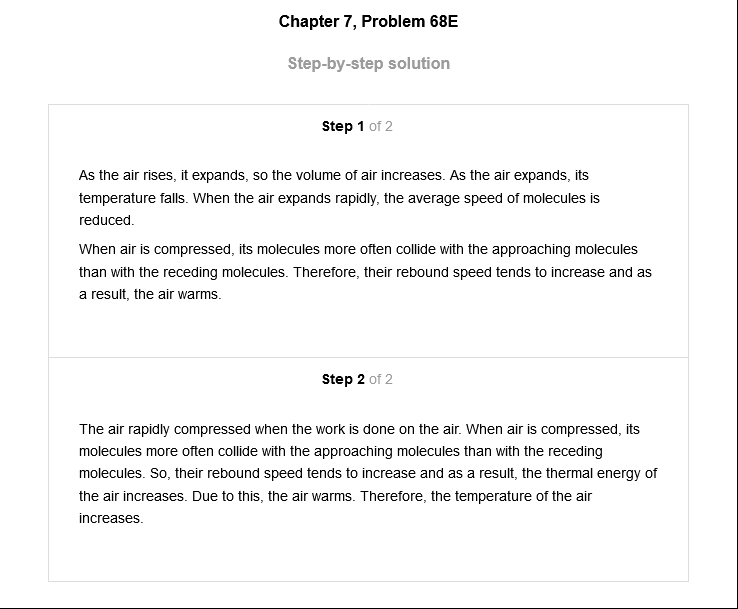 Chapter 7, Problem 68E
Step-by-step solution
Step 1 of 2
As the air rises, it expands, so the volume of air increases. As the air expands, its
temperature falls. When the air expands rapidly, the average speed of molecules is
reduced.
When air is compressed, its molecules more often collide with the approaching molecules
than with the receding molecules. Therefore, their rebound speed tends to increase and as
a result, the air warms.
Step 2 of 2
The air rapidly compressed when the work is done on the air. When air is compressed, its
molecules more often collide with the approaching molecules than with the receding
molecules. So, their rebound speed tends to increase and as a result, the thermal energy of
the air increases. Due to this, the air warms. Therefore, the temperature of the air
increases.